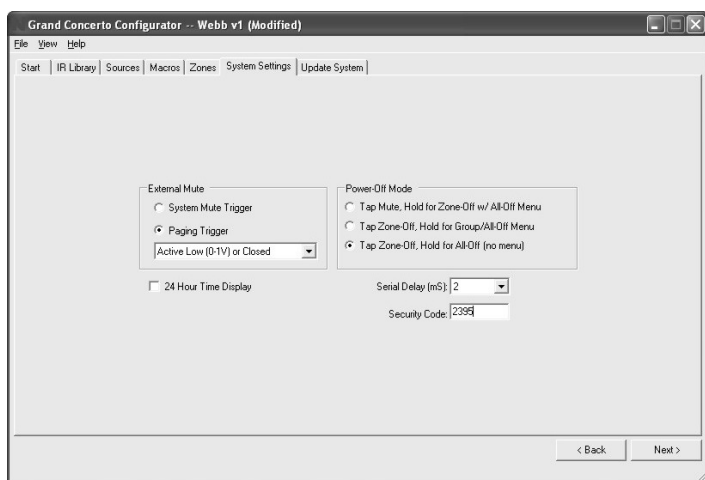 Grand Concerto Configurator -- Webb v1 (Modified)
File View Help
Start IR Library Sources Macros Zones System Settings Update System
External Mute
System Mute Trigger
Paging Trigger
Active Low (0-1V) or Closed
24 Hour Time Display
Power-Off Mode
Tap Mute, Hold for Zone-Off w/ All-Off Menu
Tap Zone-Off, Hold for Group/All-Off Menu
Tap Zone-Off, Hold for All-Off (no menu)
Serial Delay (mS): 2
Security Code: 2395
< Back Next >